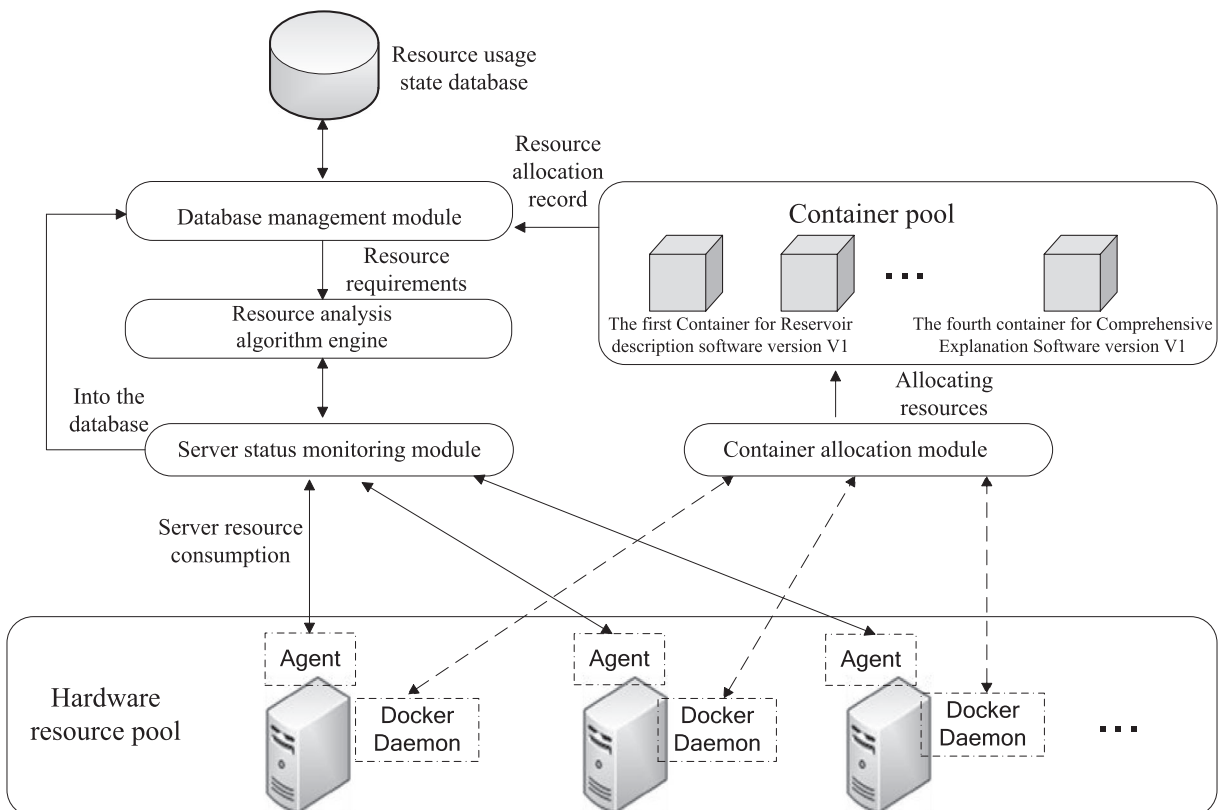 Resource usage
state database
Resource
allocation
record
Database management module
Container pool
Resource
requirements
...
The first Container for Reservoir
description software version V1
The fourth container for Comprehensive
Explanation Software version V1
Resource analysis
algorithm engine
Into the
database
Allocating
resources
Server status monitoring module
Container allocation module
Server resource
consumption
Hardware
resource pool
Agent
Docker
Daemon
Agent
Docker
Daemon
Agent
Docker
Daemon
...